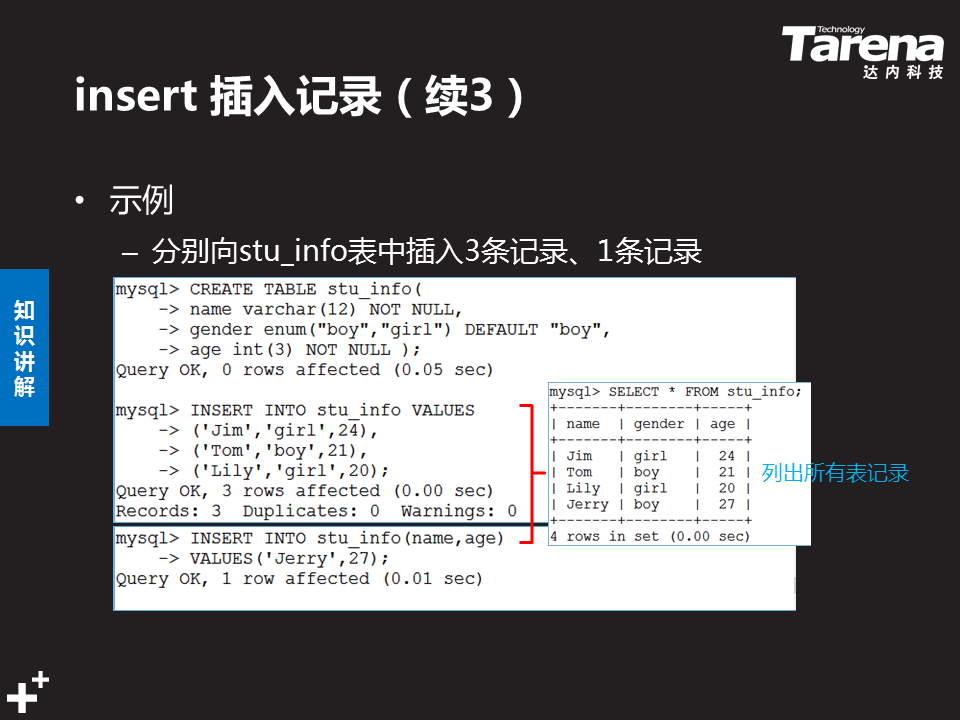 Technology
Tarena
达内科技
insert 插入记录（续3）
• 示例
– 分别向stu_info表中插入3条记录、1条记录
知识讲解
mysql> CREATE TABLE stu_info(
    -> name varchar(12) NOT NULL,
    -> gender enum("boy","girl") DEFAULT "boy",
    -> age int(3) NOT NULL );
Query OK, 0 rows affected (0.05 sec)
mysql> INSERT INTO stu_info VALUES
    -> ('Jim','girl',24),
    -> ('Tom','boy',21),
    -> ('Lily','girl',20);
Query OK, 3 rows affected (0.00 sec)
Records: 3  Duplicates: 0  Warnings: 0
mysql> INSERT INTO stu_info(name,age)
    -> VALUES('Jerry',27);
Query OK, 1 row affected (0.01 sec)
mysql> SELECT * FROM stu_info;
+-------+--------+-----+
| name  | gender | age |
+-------+--------+-----+
| Jim   | girl   |  24 |
| Tom   | boy    |  21 |
| Lily  | girl   |  20 |
| Jerry | boy    |  27 |
+-------+--------+-----+
4 rows in set (0.00 sec)
列出所有表记录